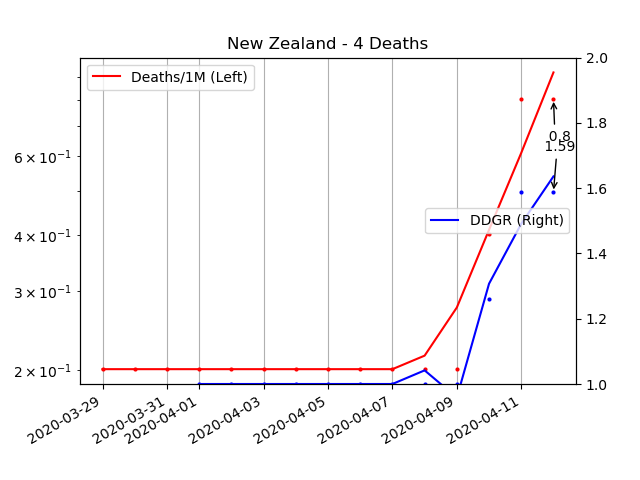 New Zealand - 4 Deaths
Deaths/1M (Left)
2.0
1.8
0.8
1.59
6 × 10⁻¹
1.6
DDGR (Right)
4 × 10⁻¹
1.4
3 × 10⁻¹
1.2
2 × 10⁻¹
1.0
2020-03-29
2020-03-31
2020-04-01
2020-04-03
2020-04-05
2020-04-07
2020-04-09
2020-04-11